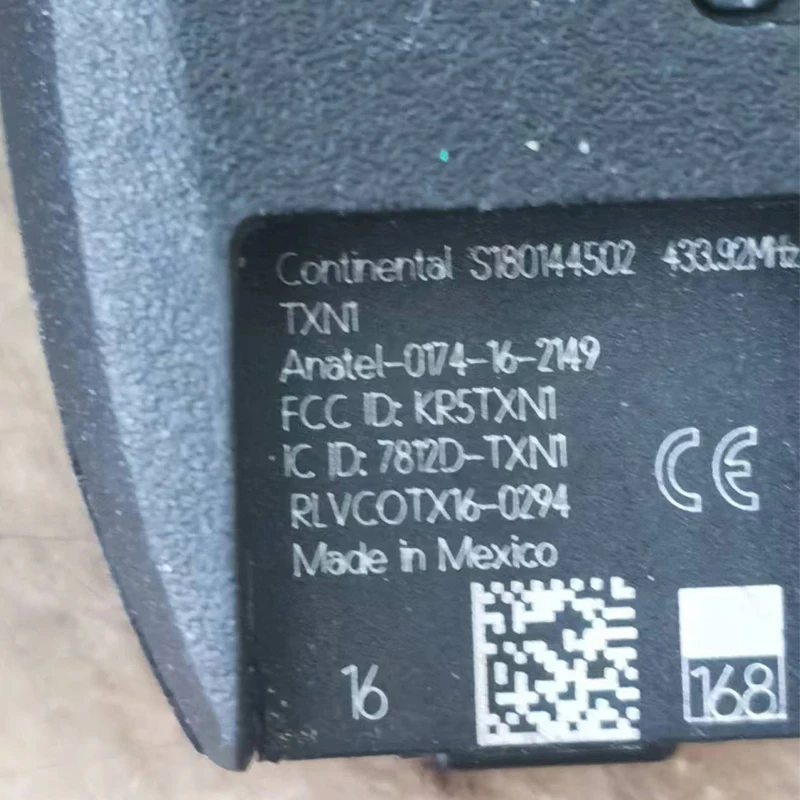 Continental S180144502 433.92MHz
TXN1
Anatel-0174-16-2149
FCC ID: KR5TXN1
IC ID: 7812D-TXN1
RLVCOTX16-0294
CE
Made in Mexico
16
168